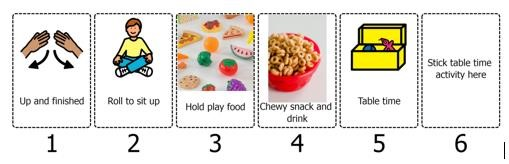 Up and finished
Roll to sit up
Hold play food
Chewy snack and
drink
Table time
Stick table time
activity here
1
2
3
4
5
6